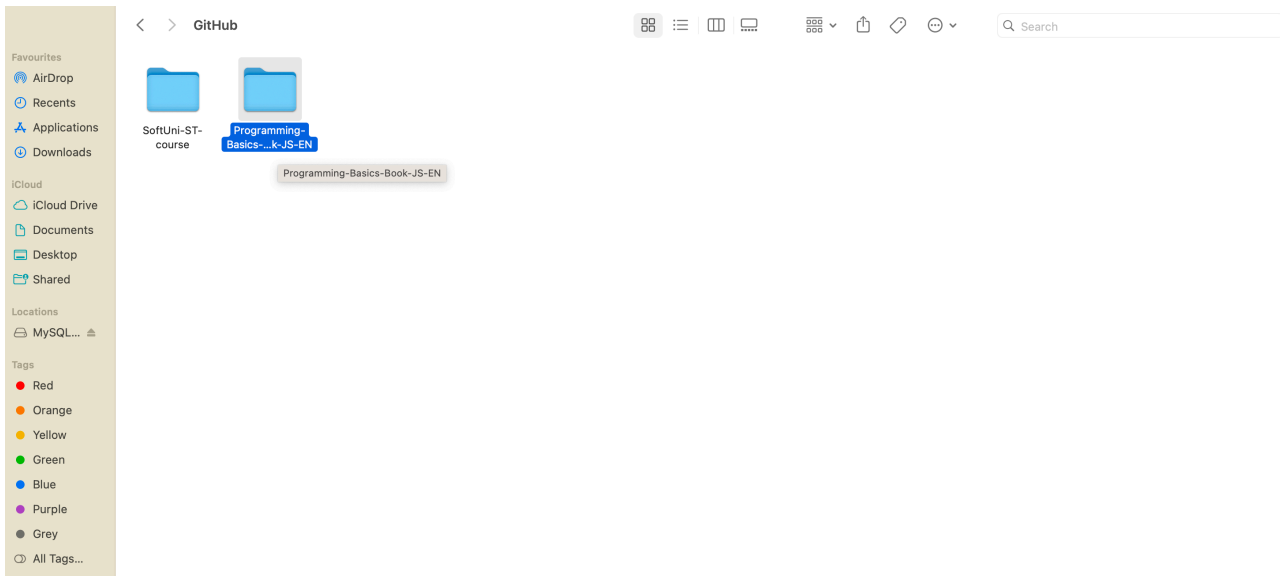 GitHub
Search
Favourites
AirDrop
Recents
Applications
Downloads
iCloud
iCloud Drive
Documents
Desktop
Shared
Locations
MySQL...
Tags
Red
Orange
Yellow
Green
Blue
Purple
Grey
All Tags...
SoftUni-ST-
course
Programming-
Basics-...k-JS-EN
Programming-Basics-Book-JS-EN